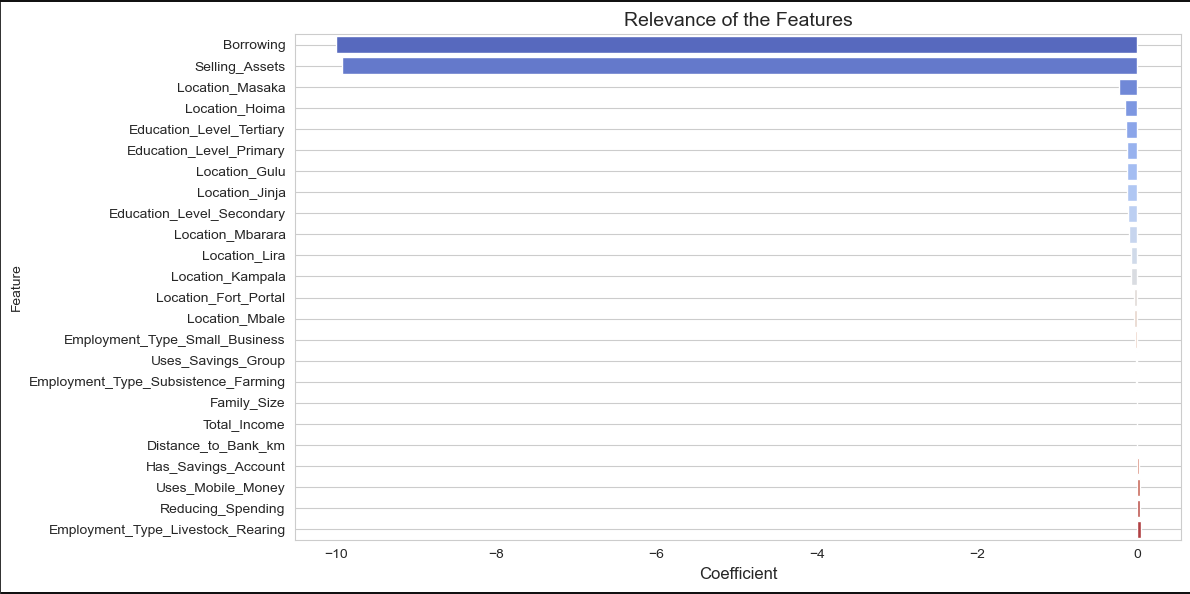 Relevance of the Features
Borrowing
Selling_Assets
Location_Masaka
Location_Hoima
Education_Level_Tertiary
Education_Level_Primary
Location_Gulu
Location_Jinja
Education_Level_Secondary
Location_Mbarara
Location_Lira
Location_Kampala
Location_Fort_Portal
Location_Mbale
Employment_Type_Small_Business
Uses_Savings_Group
Employment_Type_Subsistence_Farming
Family_Size
Total_Income
Distance_to_Bank_km
Has_Savings_Account
Uses_Mobile_Money
Reducing_Spending
Employment_Type_Livestock_Rearing
Feature
−10 −8 −6 −4 −2 0
Coefficient